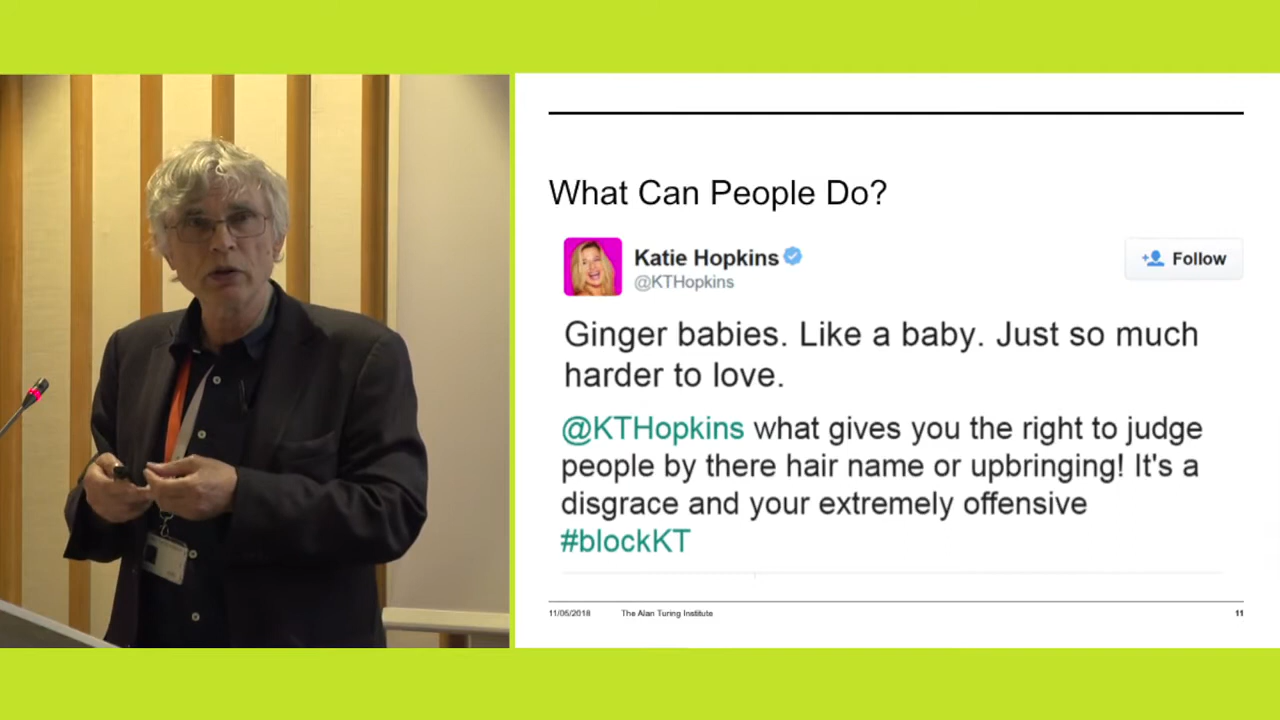 What Can People Do?
Katie Hopkins
@KTHopkins
Follow
Ginger babies. Like a baby. Just so much
harder to love.
@KTHopkins what gives you the right to judge
people by there hair name or upbringing! It's a
disgrace and your extremely offensive
#blockKT
11/05/2018 The Alan Turing Institute 11